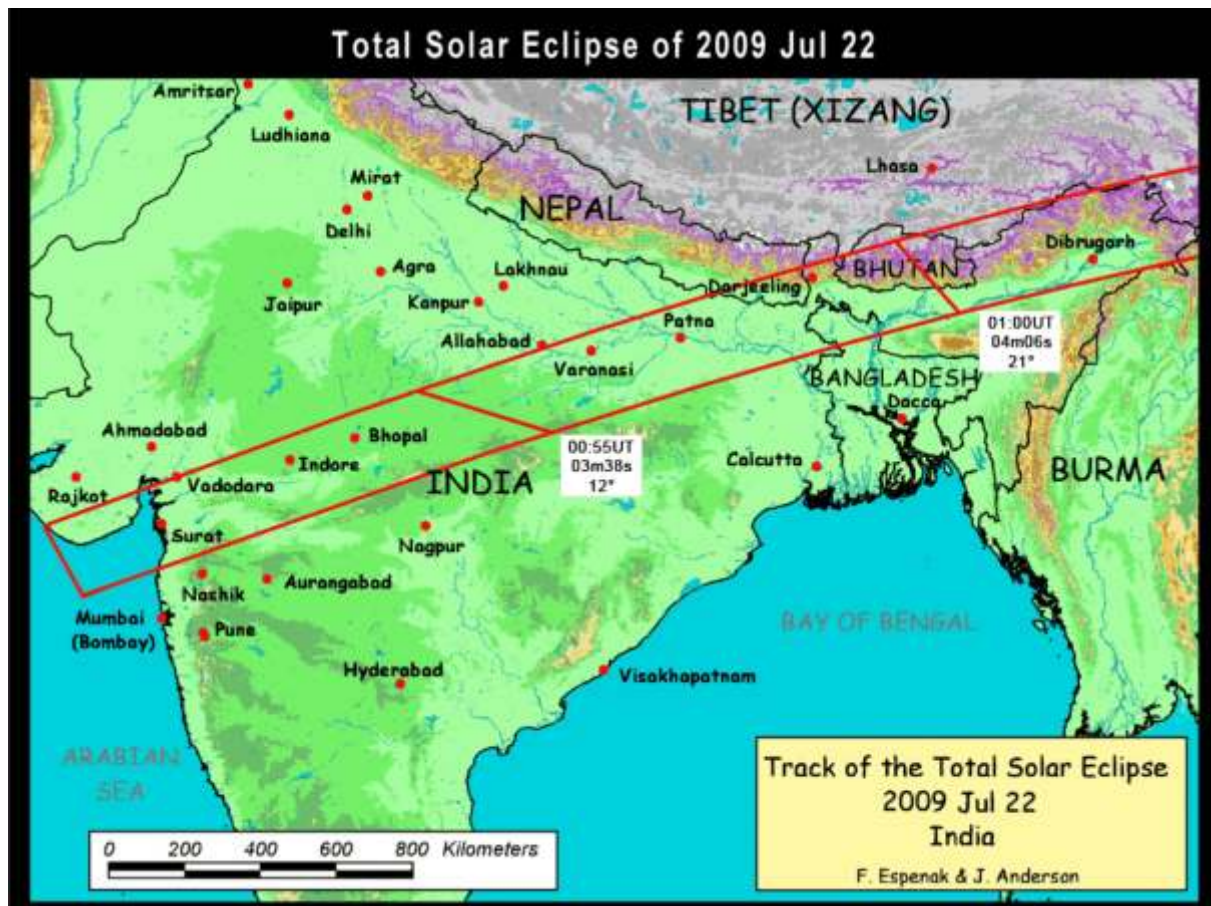 Total Solar Eclipse of 2009 Jul 22
Amritsar
Ludhiana
TIBET (XIZANG)
Lhasa
Mirat
NEPAL
Delhi
Dibrugarh
Agra
Lakhnau
BHUTAN
Jaipur
Kanpur
Darjeeling
Patna
01:00UT
04m06s
21°
Allahabad
Varanasi
BANGLADESH
Dacca
Ahmadabad
Bhopal
00:55UT
03m38s
12°
Indore
Calcutta
BURMA
Rajkot
Vadodara
INDIA
Surat
Nagpur
Nashik
Aurangabad
Mumbai
(Bombay)
Pune
BAY OF BENGAL
Hyderabad
Visakhapatnam
ARABIAN
SEA
Track of the Total Solar Eclipse
2009 Jul 22
India
F. Espenak & J. Anderson
0 200 400 600 800 Kilometers